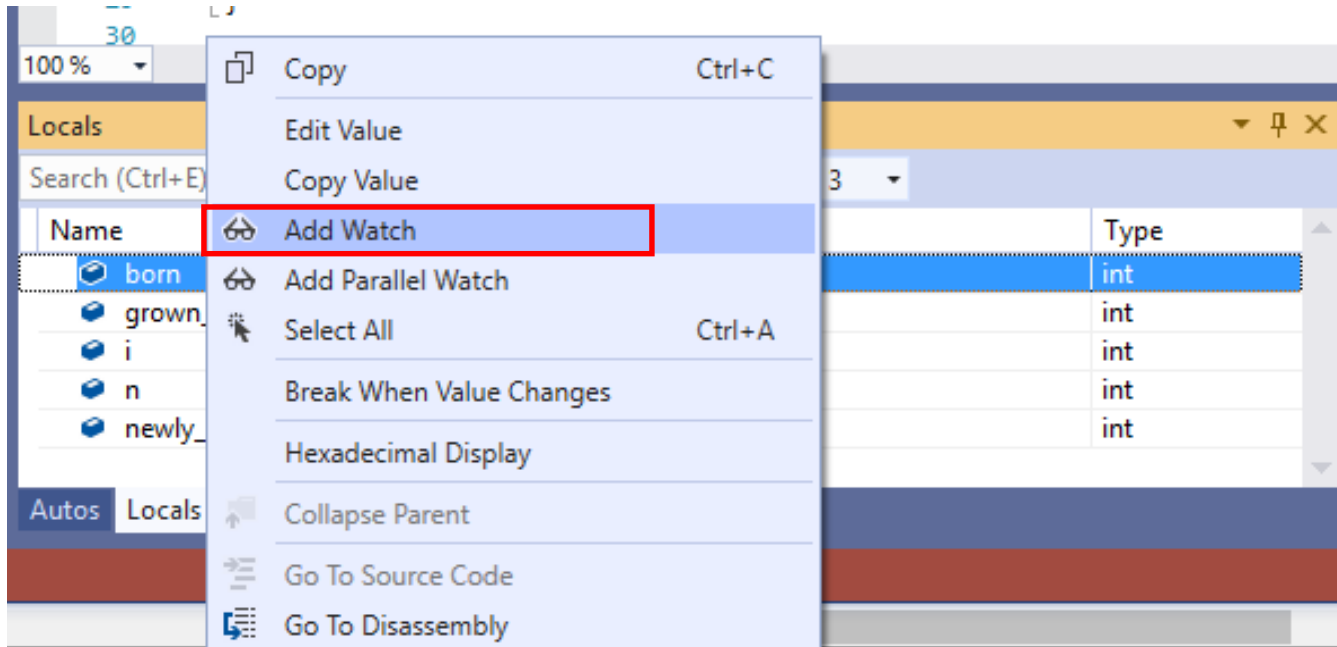 30
100 %
Copy Ctrl+C
Locals
Edit Value
Search (Ctrl+E)
Copy Value
3
Name
Add Watch
Type
born
int
Add Parallel Watch
grown_
int
Select All Ctrl+A
i
int
n
int
Break When Value Changes
newly_
int
Hexadecimal Display
Autos Locals
Collapse Parent
Go To Source Code
Go To Disassembly